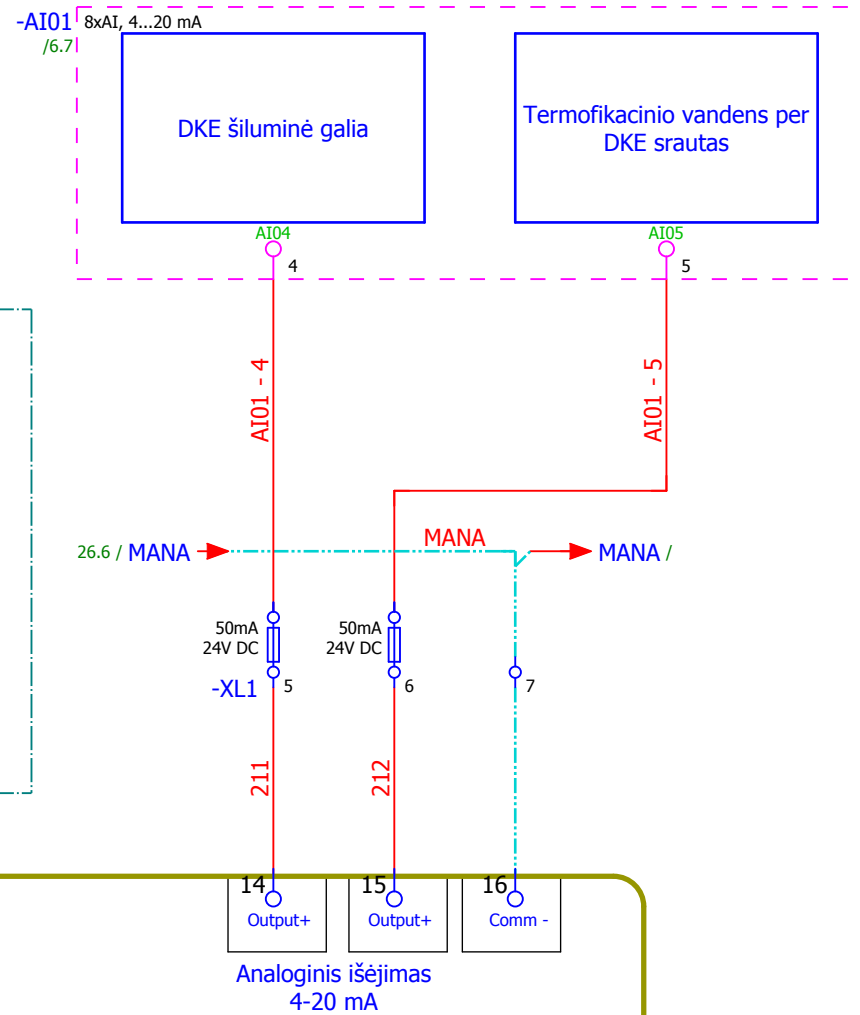 -AI01
8xAI, 4...20 mA
/6.7
DKE šiluminė galia
Termofikacinio vandens per
DKE srautas
AI04
4
AI05
5
AI01 - 4
AI01 - 5
26.6 / MANA
MANA
MANA /
50mA
24V DC
50mA
24V DC
-XL1
5
6
7
211
212
14
Output+
15
Output+
16
Comm -
Analoginis išėjimas
4-20 mA